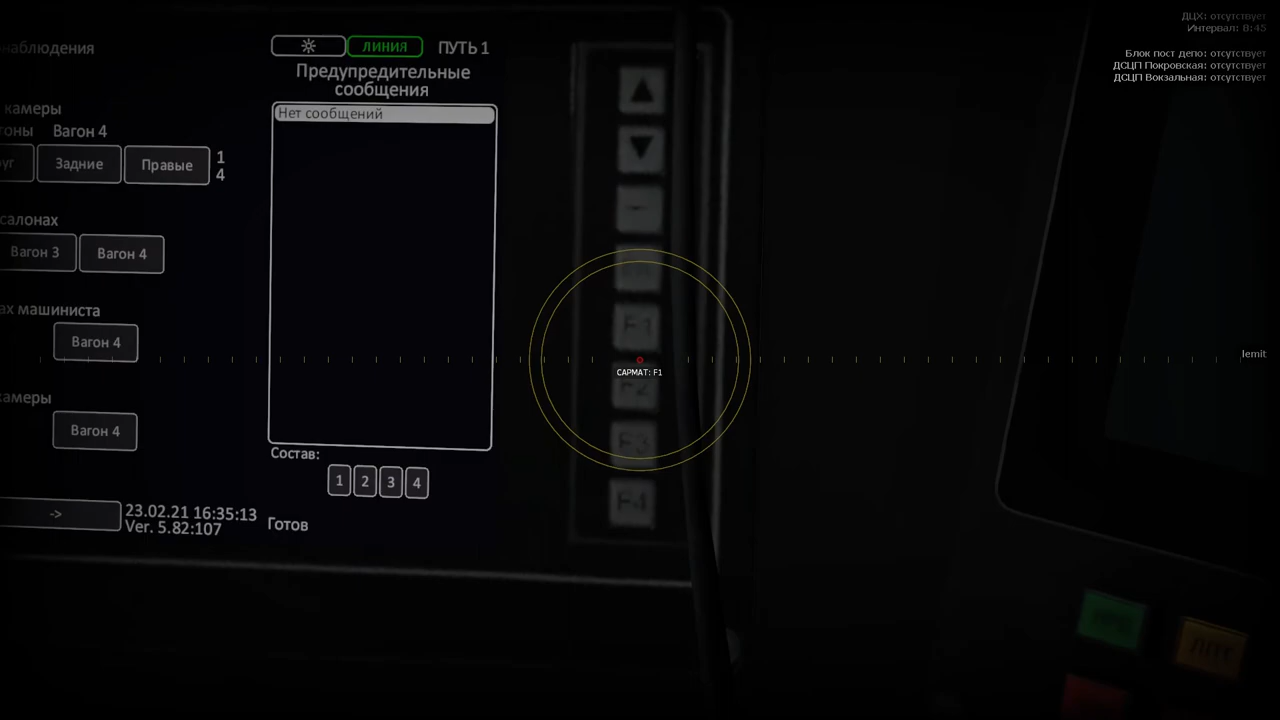 наблюдения
камеры
Вагон 4
Задние
Правые
1
4
салонах
Вагон 3
Вагон 4
машиниста
Вагон 4
камеры
Вагон 4
->
23.02.21 16:35:13
Ver. 5.82:107
ЛИНИЯ
ПУТЬ 1
Предупредительные
сообщения
Нет сообщений
Состав:
1 2 3 4
Готов
F1
САРМАТ: F1
F2
F3
F4
ДЦХ: отсутствует
Интервал: 8:45
Блок пост депо: отсутствует
ДСЦП Покровская: отсутствует
ДСЦП Вокзальная: отсутствует
lemit